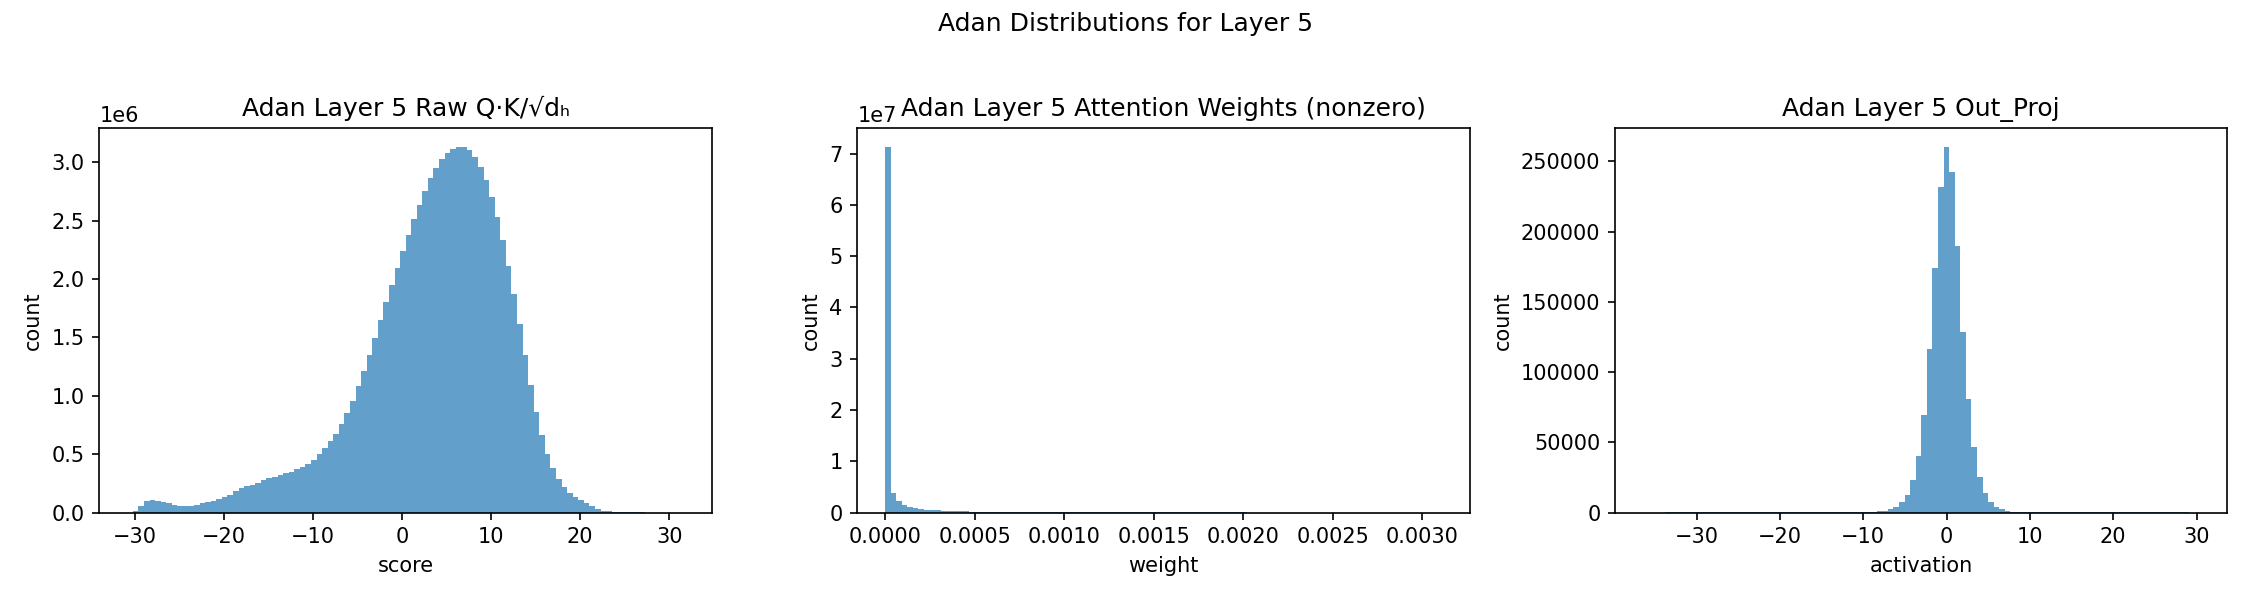 Adan Distributions for Layer 5
Adan Layer 5 Raw Q·K/√dₕ
1e6
3.0
2.5
2.0
1.5
1.0
0.5
0.0
count
−30 −20 −10 0 10 20 30
score
Adan Layer 5 Attention Weights (nonzero)
1e7
7
6
5
4
3
2
1
0
count
0.0000 0.0005 0.0010 0.0015 0.0020 0.0025 0.0030
weight
Adan Layer 5 Out_Proj
250000
200000
150000
100000
50000
0
count
−30 −20 −10 0 10 20 30
activation